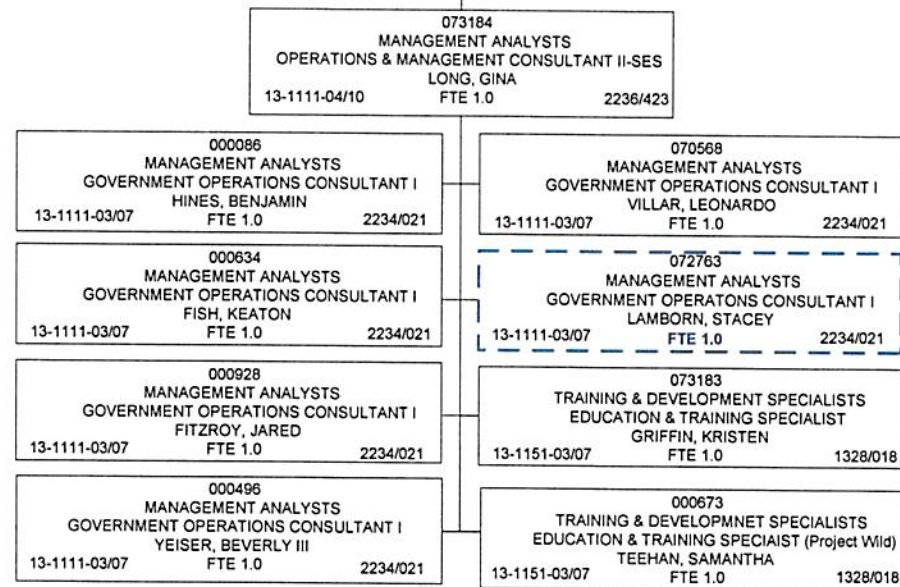 073184
MANAGEMENT ANALYSTS
OPERATIONS & MANAGEMENT CONSULTANT II-SES
LONG, GINA
13-1111-04/10 FTE 1.0 2236/423
000086
MANAGEMENT ANALYSTS
GOVERNMENT OPERATIONS CONSULTANT I
HINES, BENJAMIN
13-1111-03/07 FTE 1.0 2234/021
070568
MANAGEMENT ANALYSTS
GOVERNMENT OPERATIONS CONSULTANT I
VILLAR, LEONARDO
13-1111-03/07 FTE 1.0 2234/021
000634
MANAGEMENT ANALYSTS
GOVERNMENT OPERATIONS CONSULTANT I
FISH, KEATON
13-1111-03/07 FTE 1.0 2234/021
072763
MANAGEMENT ANALYSTS
GOVERNMENT OPERATONS CONSULTANT I
LAMBORN, STACEY
13-1111-03/07 FTE 1.0 2234/021
000928
MANAGEMENT ANALYSTS
GOVERNMENT OPERATIONS CONSULTANT I
FITZROY, JARED
13-1111-03/07 FTE 1.0 2234/021
073183
TRAINING & DEVELOPMENT SPECIALISTS
EDUCATION & TRAINING SPECIALIST
GRIFFIN, KRISTEN
13-1151-03/07 FTE 1.0 1328/018
000496
MANAGEMENT ANALYSTS
GOVERNMENT OPERATIONS CONSULTANT I
YEISER, BEVERLY III
13-1111-03/07 FTE 1.0 2234/021
000673
TRAINING & DEVELOPMNET SPECIALISTS
EDUCATION & TRAINING SPECIAIST (Project Wild)
TEEHAN, SAMANTHA
13-1151-03/07 FTE 1.0 1328/018